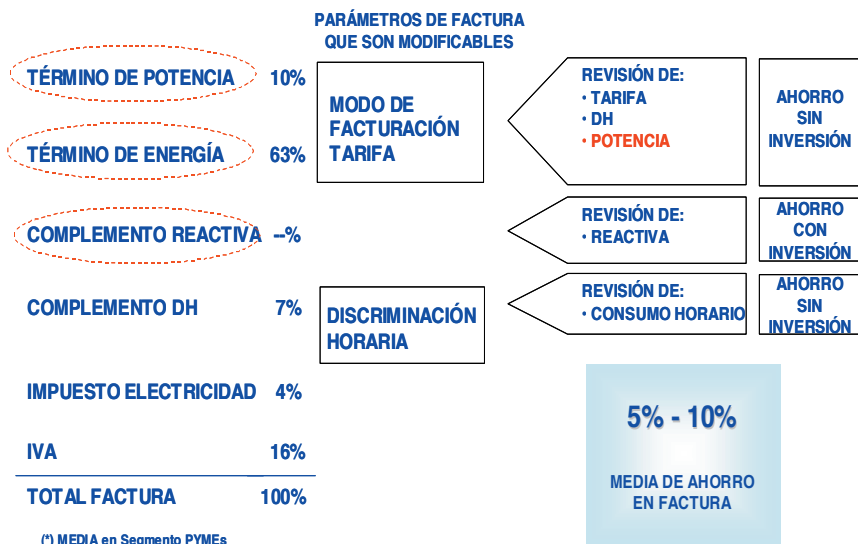 PARÁMETROS DE FACTURA
QUE SON MODIFICABLES
TÉRMINO DE POTENCIA 10%
TÉRMINO DE ENERGÍA 63%
COMPLEMENTO REACTIVA --%
COMPLEMENTO DH 7%
IMPUESTO ELECTRICIDAD 4%
IVA 16%
TOTAL FACTURA 100%
(*) MEDIA en Segmento PYMEs
MODO DE
FACTURACIÓN
TARIFA
DISCRIMINACIÓN
HORARIA
REVISIÓN DE:
• TARIFA
• DH
• POTENCIA
AHORRO
SIN
INVERSIÓN
REVISIÓN DE:
• REACTIVA
AHORRO
CON
INVERSIÓN
REVISIÓN DE:
• CONSUMO HORARIO
AHORRO
SIN
INVERSIÓN
5% - 10%
MEDIA DE AHORRO
EN FACTURA